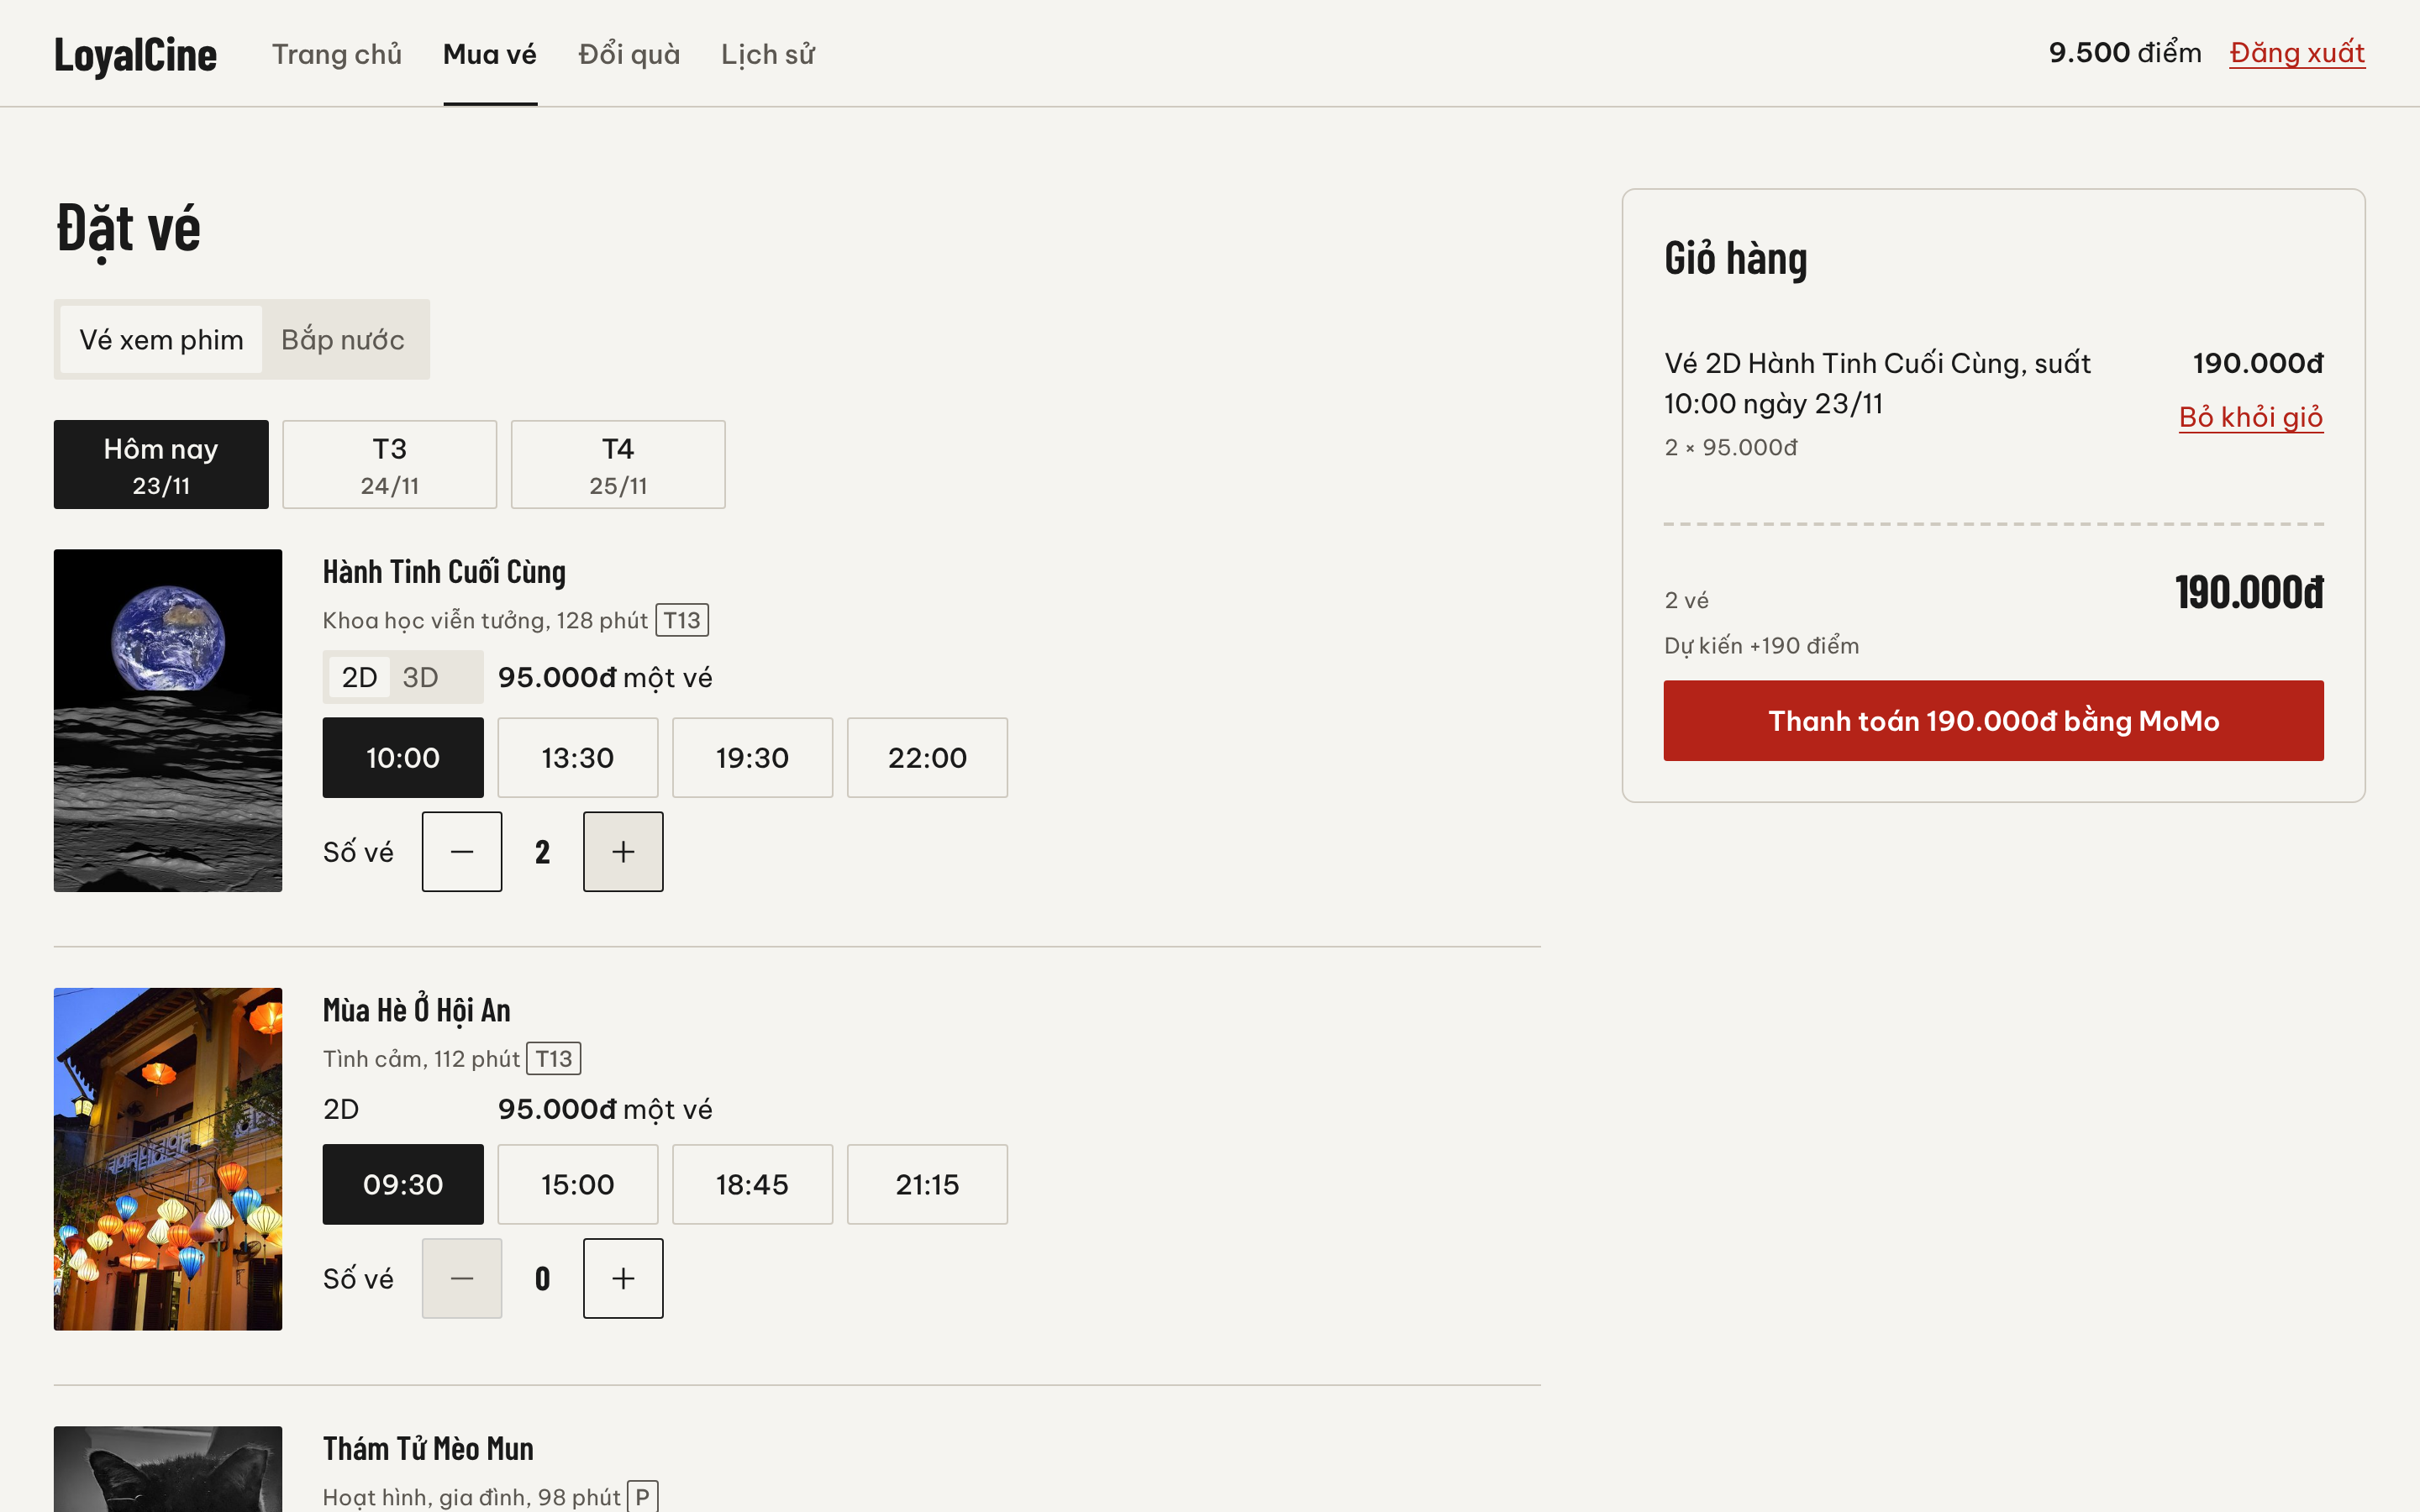 LoyalCine
Trang chủ
Mua vé
Đổi quà
Lịch sử
9.500 điểm
Đăng xuất
Đặt vé
Vé xem phim
Bắp nước
Hôm nay
23/11
T3
24/11
T4
25/11
Hành Tinh Cuối Cùng
Khoa học viễn tưởng, 128 phút T13
2D
3D
95.000đ một vé
10:00
13:30
19:30
22:00
Số vé
2
Mùa Hè Ở Hội An
Tình cảm, 112 phút T13
2D
95.000đ một vé
09:30
15:00
18:45
21:15
Số vé
0
Thám Tử Mèo Mun
Hoạt hình, gia đình, 98 phút P
Giỏ hàng
Vé 2D Hành Tinh Cuối Cùng, suất
10:00 ngày 23/11
2 × 95.000đ
190.000đ
Bỏ khỏi giỏ
2 vé
190.000đ
Dự kiến +190 điểm
Thanh toán 190.000đ bằng MoMo